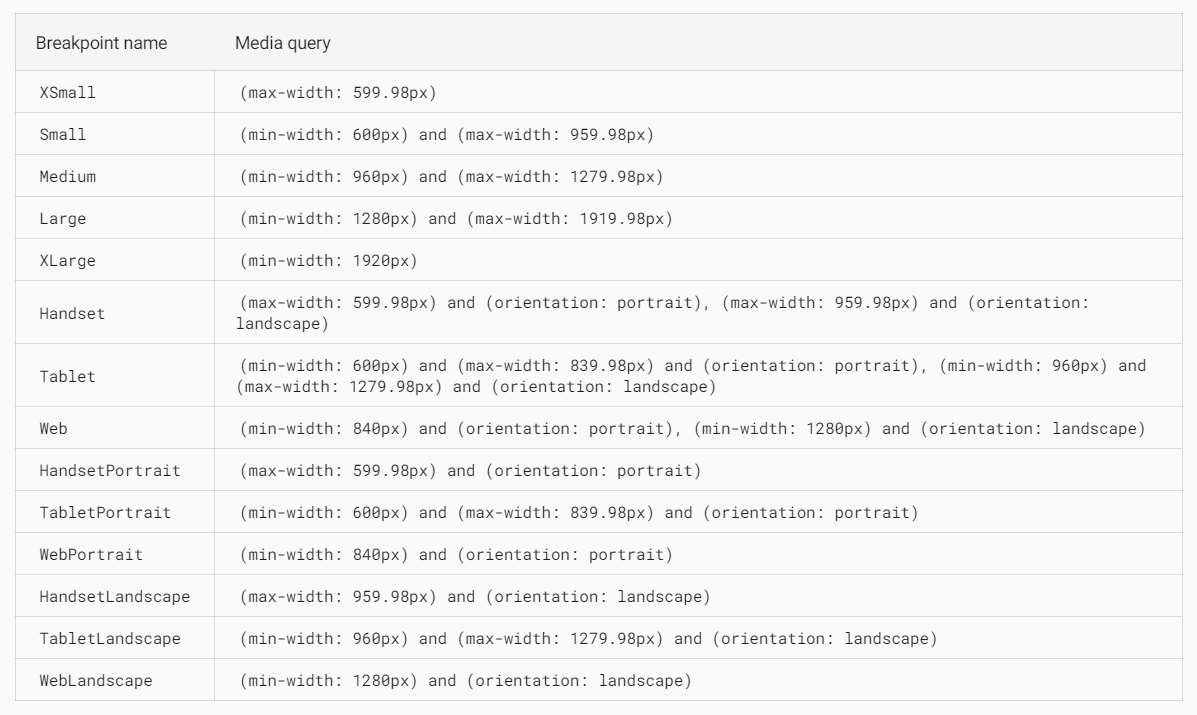 Breakpoint name Media query
XSmall (max-width: 599.98px)
Small (min-width: 600px) and (max-width: 959.98px)
Medium (min-width: 960px) and (max-width: 1279.98px)
Large (min-width: 1280px) and (max-width: 1919.98px)
XLarge (min-width: 1920px)
Handset (max-width: 599.98px) and (orientation: portrait), (max-width: 959.98px) and (orientation:
landscape)
Tablet (min-width: 600px) and (max-width: 839.98px) and (orientation: portrait), (min-width: 960px) and
(max-width: 1279.98px) and (orientation: landscape)
Web (min-width: 840px) and (orientation: portrait), (min-width: 1280px) and (orientation: landscape)
HandsetPortrait (max-width: 599.98px) and (orientation: portrait)
TabletPortrait (min-width: 600px) and (max-width: 839.98px) and (orientation: portrait)
WebPortrait (min-width: 840px) and (orientation: portrait)
HandsetLandscape (max-width: 959.98px) and (orientation: landscape)
TabletLandscape (min-width: 960px) and (max-width: 1279.98px) and (orientation: landscape)
WebLandscape (min-width: 1280px) and (orientation: landscape)